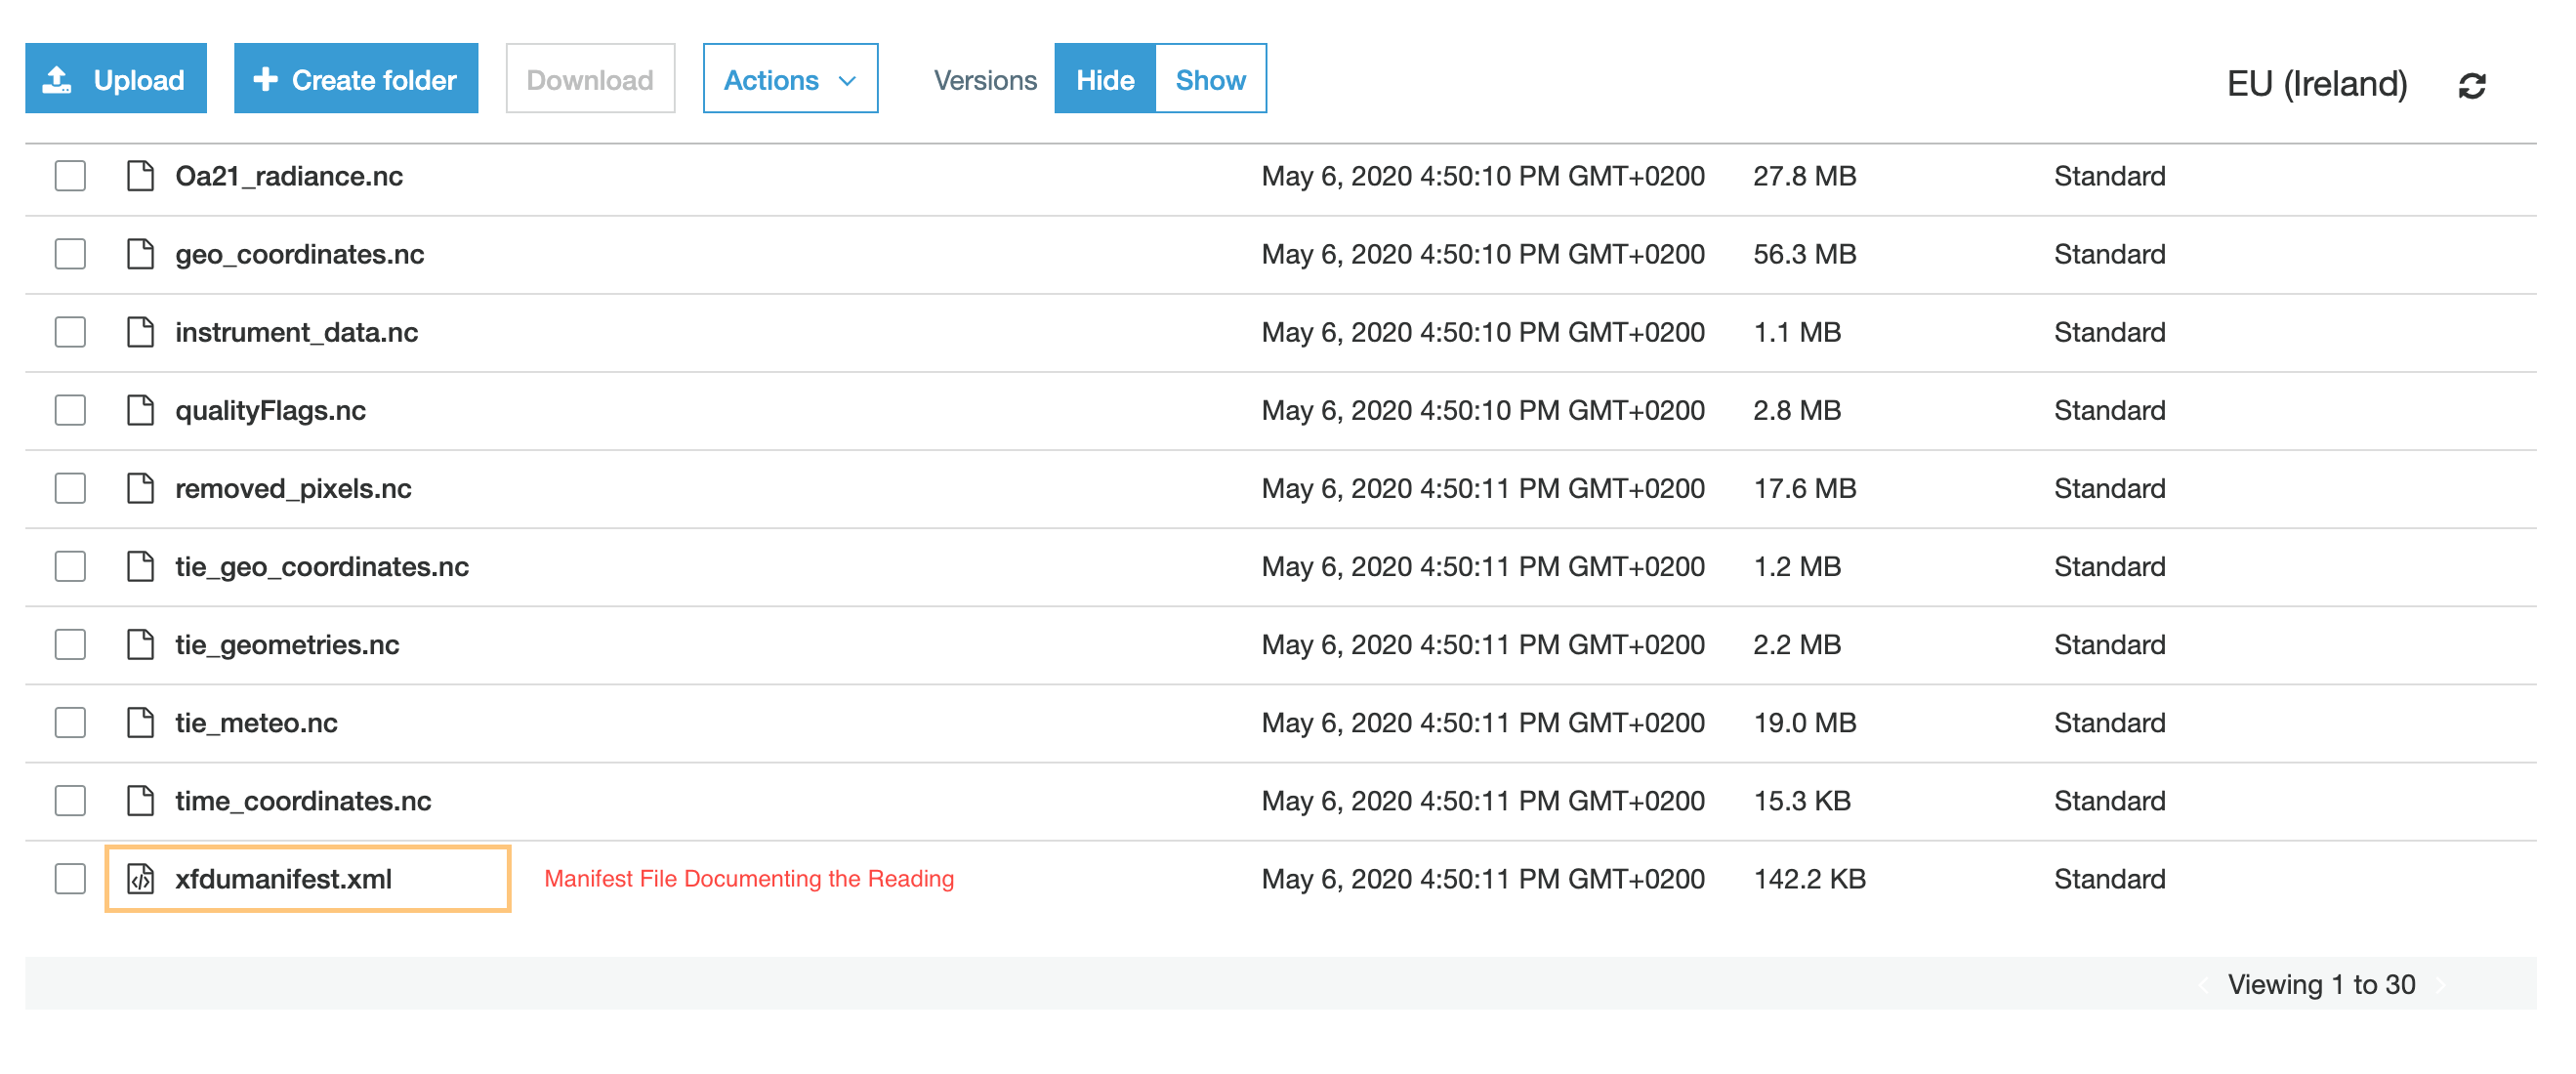 Upload Create folder Download Actions Versions Hide Show EU (Ireland)
Oa21_radiance.nc May 6, 2020 4:50:10 PM GMT+0200 27.8 MB Standard
geo_coordinates.nc May 6, 2020 4:50:10 PM GMT+0200 56.3 MB Standard
instrument_data.nc May 6, 2020 4:50:10 PM GMT+0200 1.1 MB Standard
qualityFlags.nc May 6, 2020 4:50:10 PM GMT+0200 2.8 MB Standard
removed_pixels.nc May 6, 2020 4:50:11 PM GMT+0200 17.6 MB Standard
tie_geo_coordinates.nc May 6, 2020 4:50:11 PM GMT+0200 1.2 MB Standard
tie_geometries.nc May 6, 2020 4:50:11 PM GMT+0200 2.2 MB Standard
tie_meteo.nc May 6, 2020 4:50:11 PM GMT+0200 19.0 MB Standard
time_coordinates.nc May 6, 2020 4:50:11 PM GMT+0200 15.3 KB Standard
xfdumanifest.xml Manifest File Documenting the Reading May 6, 2020 4:50:11 PM GMT+0200 142.2 KB Standard
Viewing 1 to 30